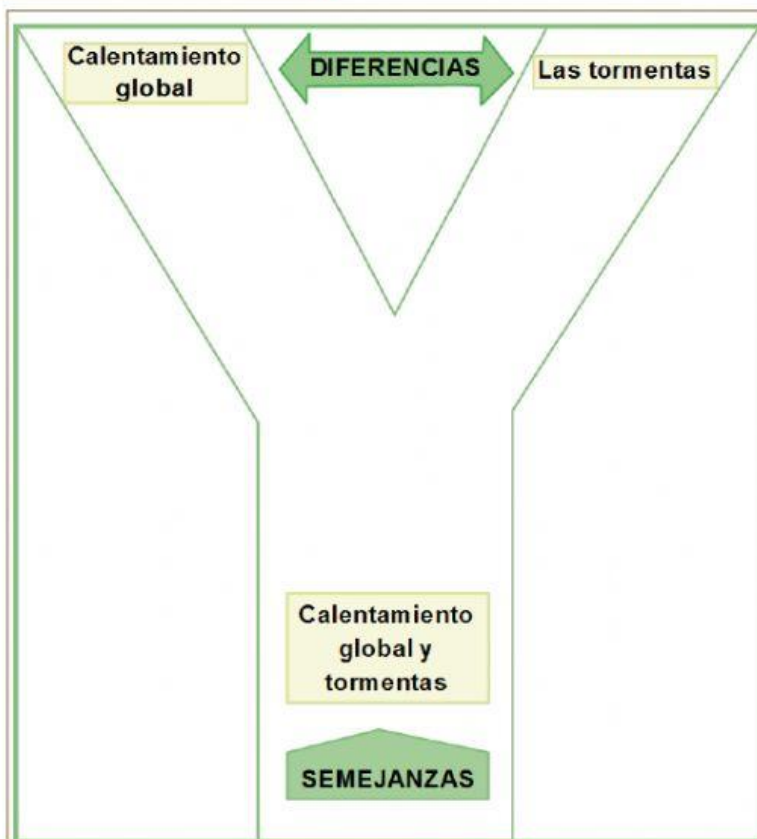 Calentamiento
global
DIFERENCIAS
Las tormentas
Calentamiento
global y
tormentas
SEMEJANZAS